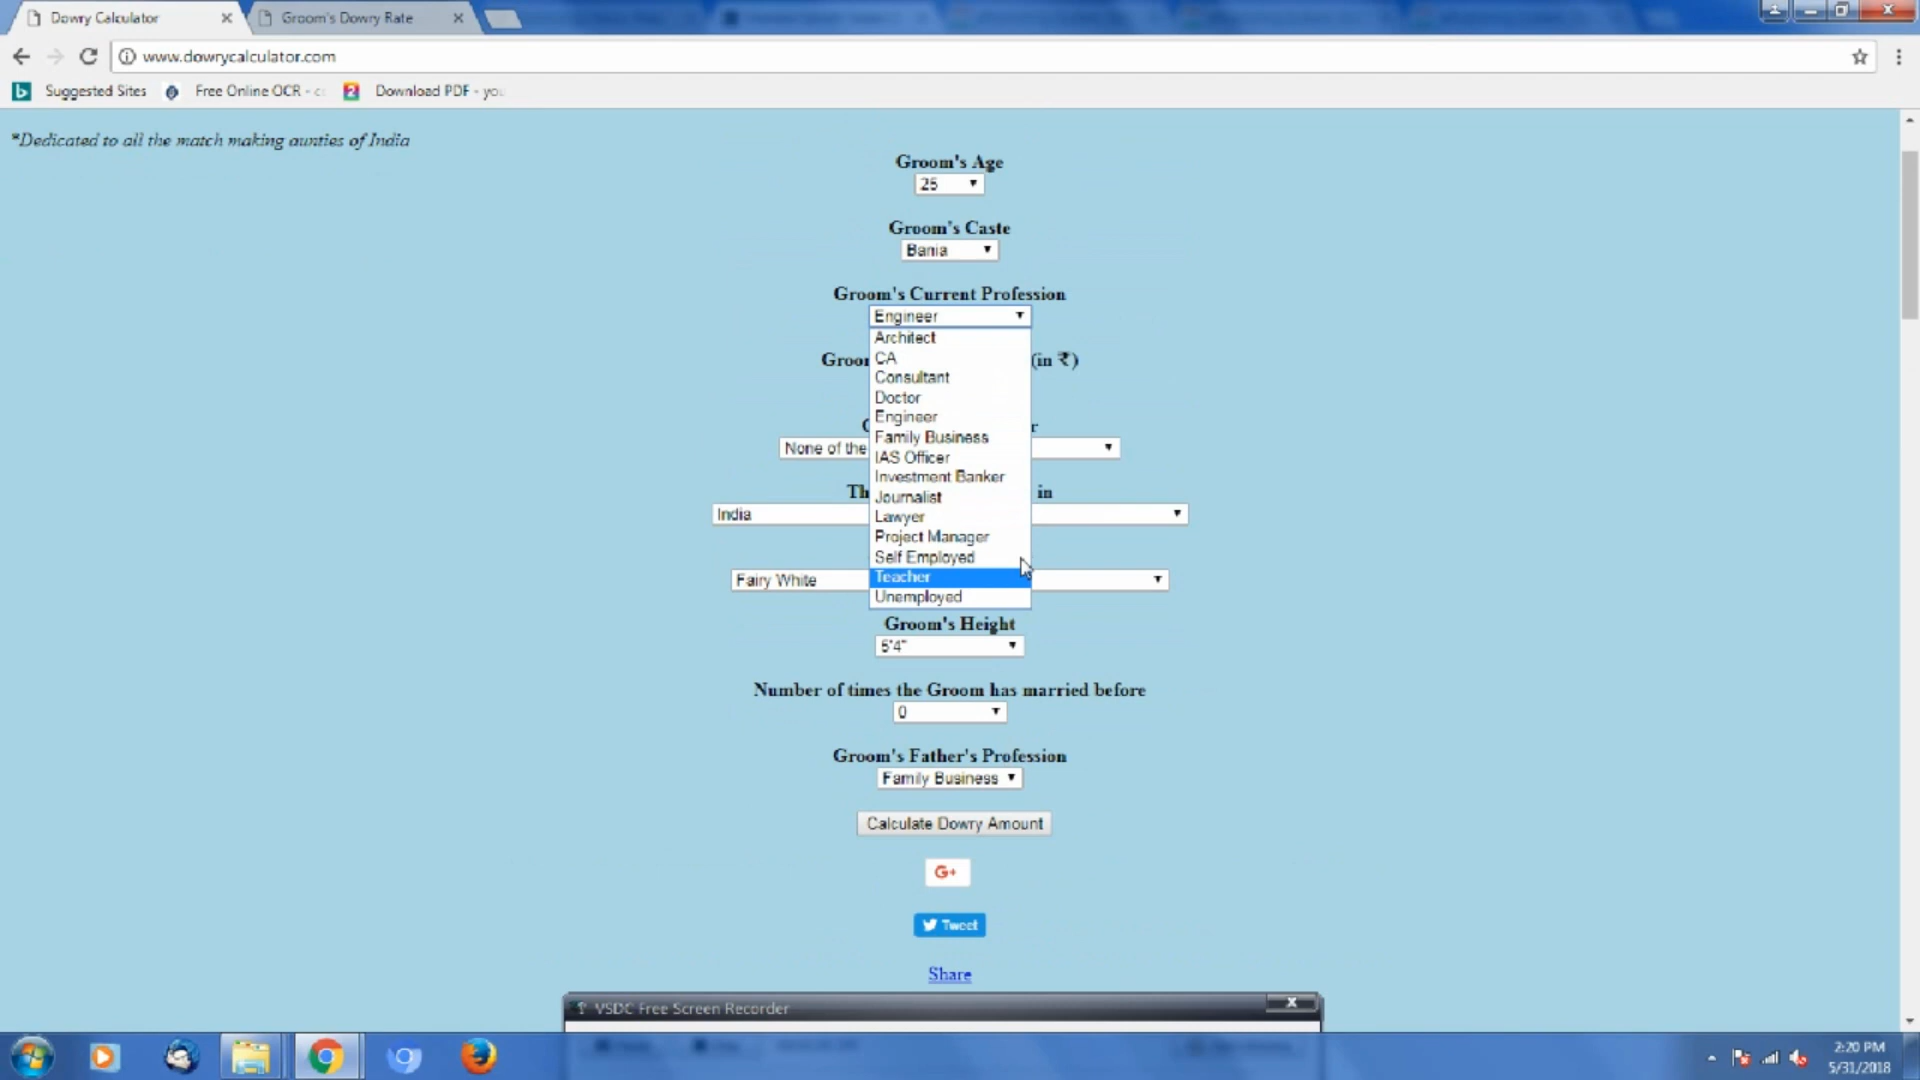 Dowry Calculator
Groom's Dowry Rate
www.dowrycalculator.com
Suggested Sites
Free Online OCR - c
Download PDF - you
*Dedicated to all the match making aunties of India
Groom's Age
25
Groom's Caste
Bania
Groom's Current Profession
Engineer
Architect
Groom (in ₹)
CA
Consultant
Doctor
Engineer
Family Business
None of the
IAS Officer
Investment Banker
Th in
Journalist
India
Lawyer
Project Manager
Self Employed
Fairy White
Teacher
Unemployed
Groom's Height
5'4"
Number of times the Groom has married before
0
Groom's Father's Profession
Family Business
Calculate Dowry Amount
G+
Tweet
Share
VSDC Free Screen Recorder
2:20 PM
5/31/2018